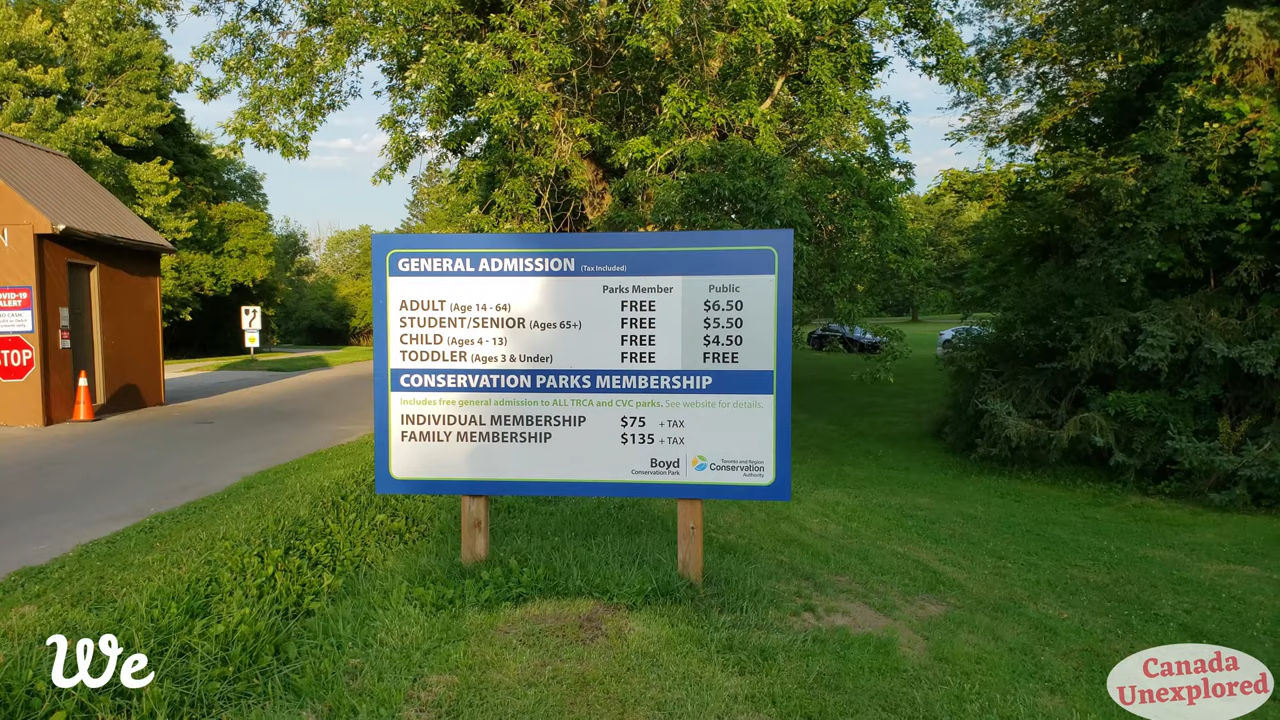 GENERAL ADMISSION (Tax Included)
Parks Member Public
ADULT (Age 14 - 64) FREE $6.50
STUDENT/SENIOR (Ages 65+) FREE $5.50
CHILD (Ages 4 - 13) FREE $4.50
TODDLER (Ages 3 & Under) FREE FREE
CONSERVATION PARKS MEMBERSHIP
Includes free general admission to ALL TRCA and CVC parks. See website for details.
INDIVIDUAL MEMBERSHIP $75 + TAX
FAMILY MEMBERSHIP $135 + TAX
Boyd
Conservation Park
Toronto and Region
Conservation
Authority
N
OVID-19
ALERT
NO CASH.
STOP
We
Canada
Unexplored